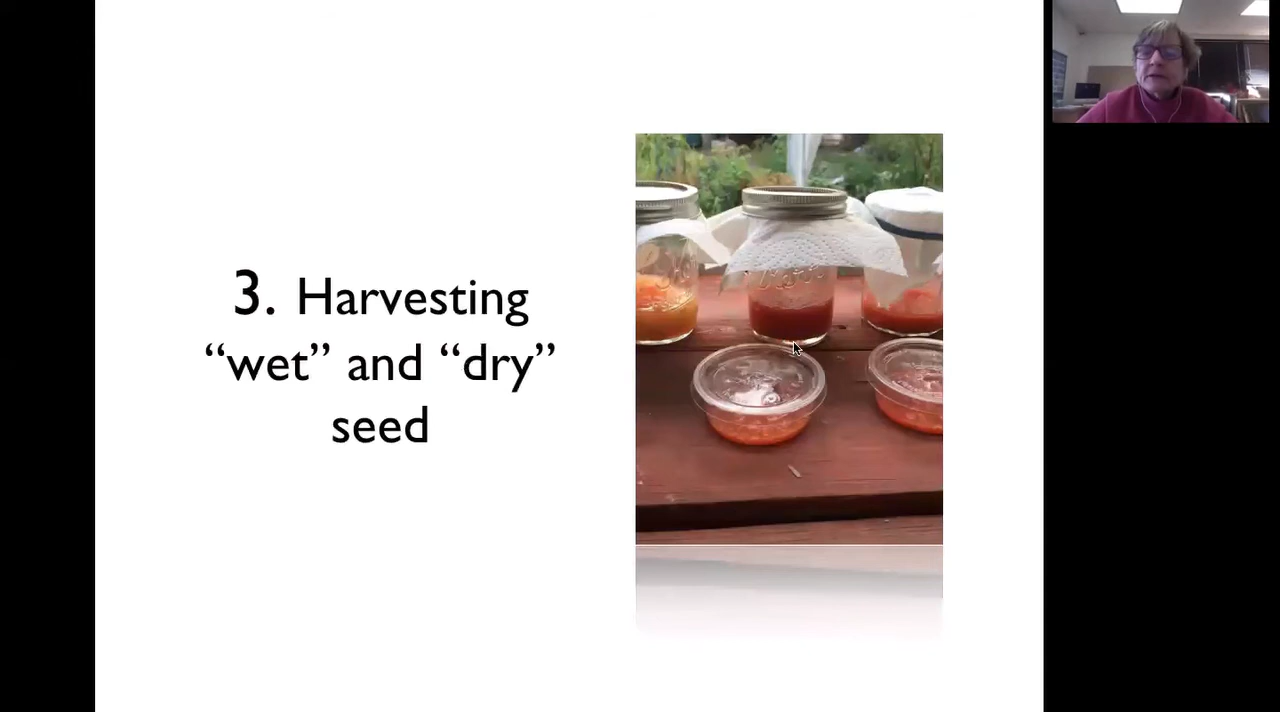 3. Harvesting
“wet” and “dry”
seed